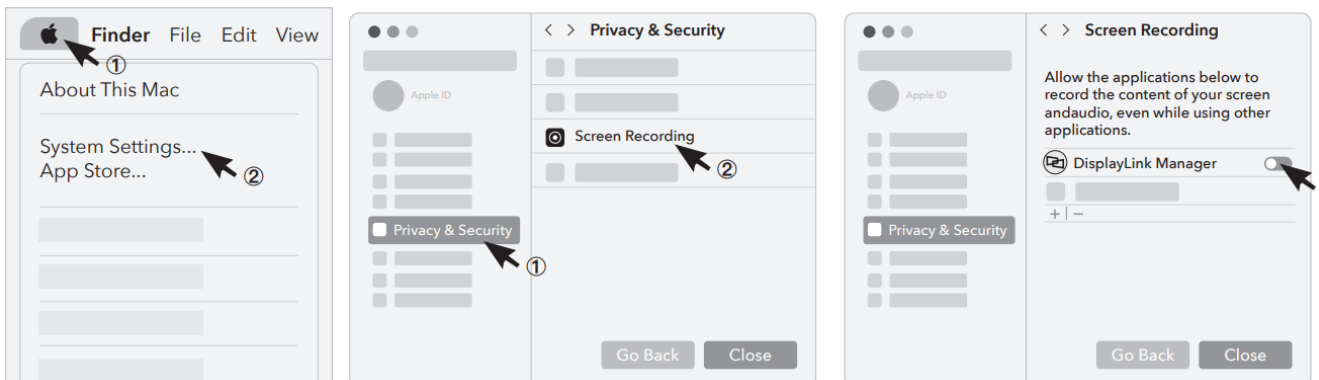 Finder File Edit View
①
About This Mac
System Settings...
App Store...
②
< > Privacy & Security
Apple ID
Screen Recording
②
Privacy & Security
①
Go Back Close
< > Screen Recording
Apple ID
Allow the applications below to
record the content of your screen
andaudio, even while using other
applications.
DisplayLink Manager
+ | −
Privacy & Security
Go Back Close